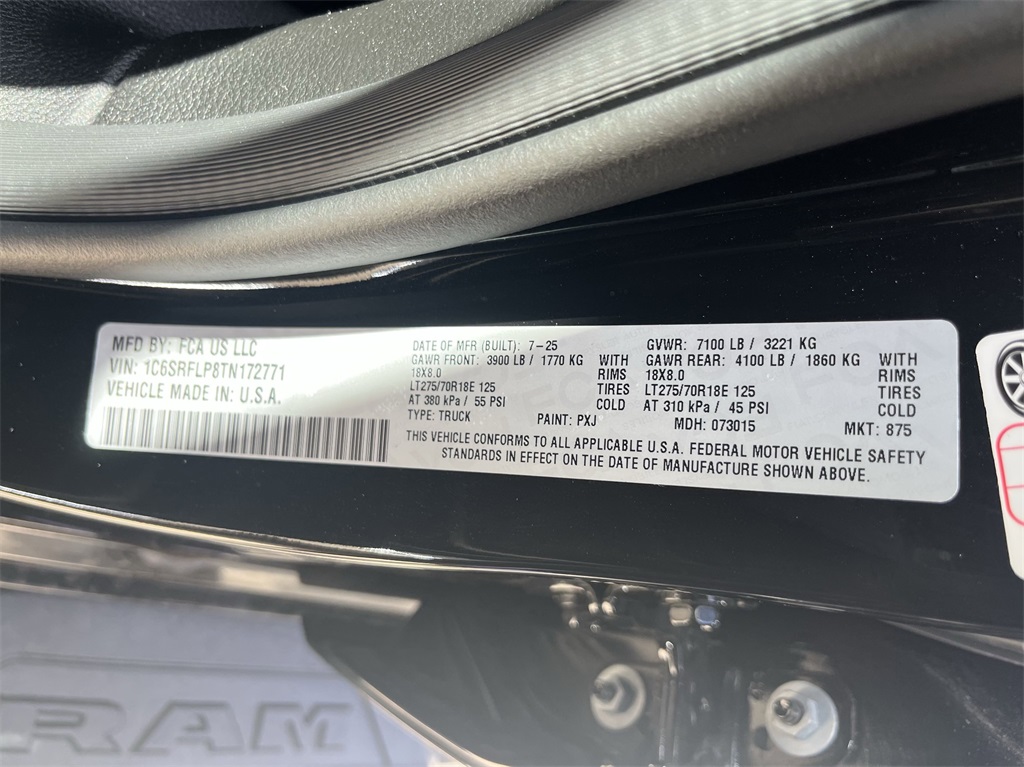 MFD BY: FCA US LLC
VIN: 1C6SRFLP8TN172771
VEHICLE MADE IN: U.S.A.
DATE OF MFR (BUILT): 7-25 GVWR: 7100 LB / 3221 KG
GAWR FRONT: 3900 LB / 1770 KG WITH GAWR REAR: 4100 LB / 1860 KG WITH
18X8.0 RIMS 18X8.0 RIMS
LT275/70R18E 125 TIRES LT275/70R18E 125 TIRES
AT 380 kPa / 55 PSI COLD AT 310 kPa / 45 PSI COLD
TYPE: TRUCK PAINT: PXJ MDH: 073015 MKT: 875
THIS VEHICLE CONFORMS TO ALL APPLICABLE U.S.A. FEDERAL MOTOR VEHICLE SAFETY
STANDARDS IN EFFECT ON THE DATE OF MANUFACTURE SHOWN ABOVE.
RAM